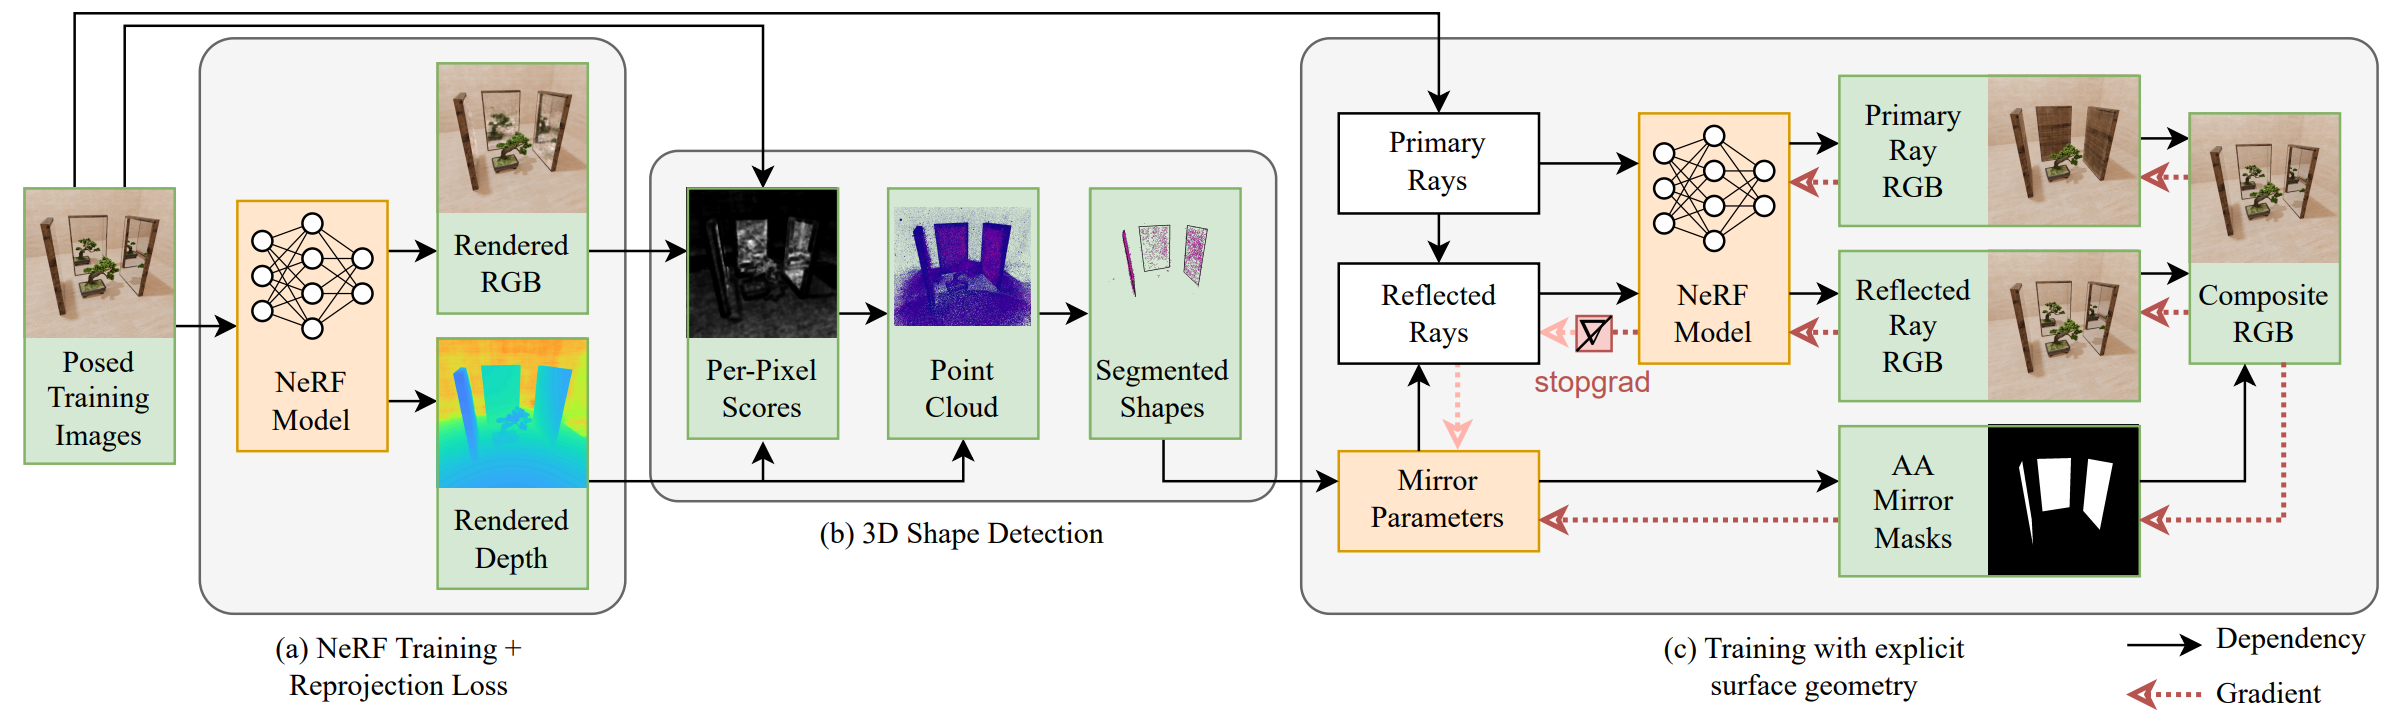 Posed
Training
Images
NeRF
Model
Rendered
RGB
Rendered
Depth
(a) NeRF Training +
Reprojection Loss
Per-Pixel
Scores
Point
Cloud
Segmented
Shapes
(b) 3D Shape Detection
Primary
Rays
Reflected
Rays
stopgrad
Mirror
Parameters
NeRF
Model
Primary
Ray
RGB
Reflected
Ray
RGB
AA
Mirror
Masks
Composite
RGB
(c) Training with explicit
surface geometry
Dependency
Gradient